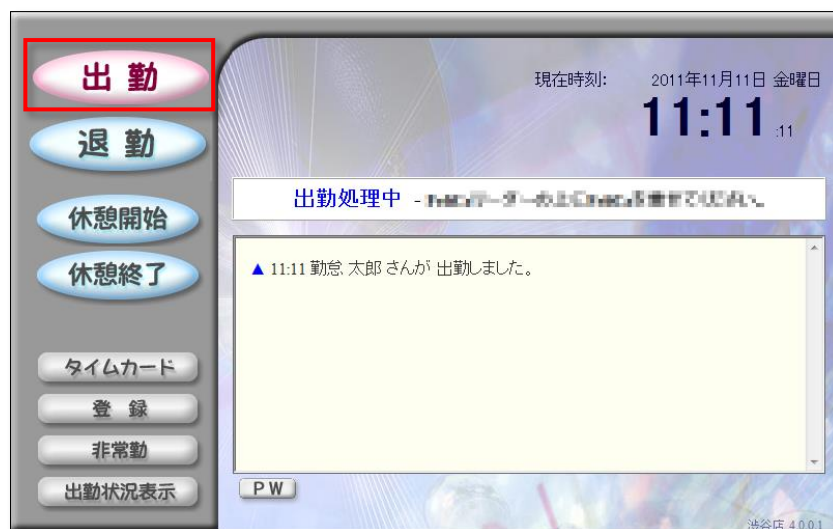 出 勤
退 勤
休憩開始
休憩終了
タイムカード
登 録
非常勤
出勤状況表示
現在時刻: 2011年11月11日 金曜日
11:11 :11
出勤処理中 -
▲ 11:11 勤怠 太郎 さんが 出勤しました。
PW
渋谷店 4.0.0.1